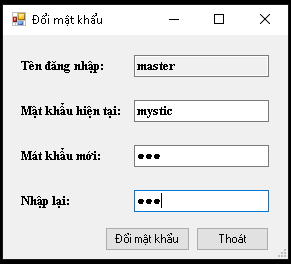 Đổi mật khẩu
Tên đăng nhập: master
Mật khẩu hiện tại: mystic
Mát khẩu mới: ●●●
Nhập lại: ●●●
Đổi mật khẩu Thoát